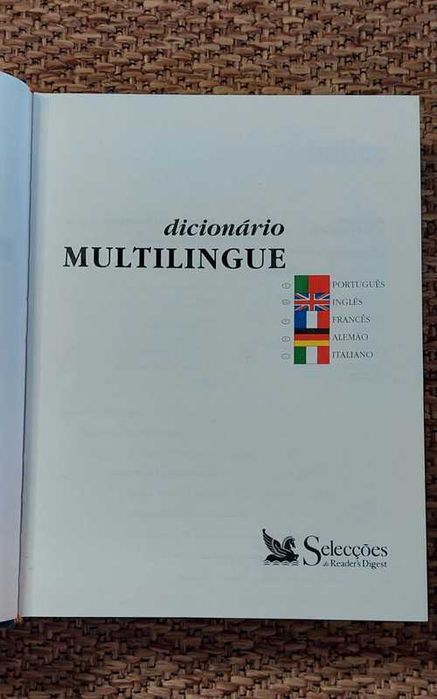 dicionário
MULTILINGUE
PORTUGUÊS
INGLÊS
FRANCÊS
ALEMÃO
ITALIANO
Selecções
do Reader's Digest